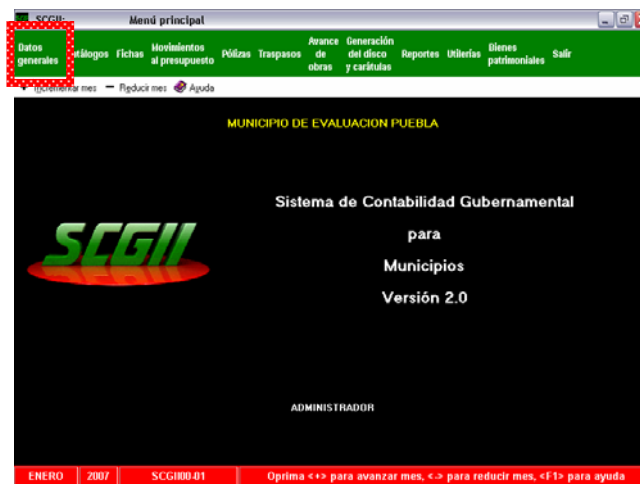 SCGII: Menú principal
Datos generales
Catálogos
Fichas
Movimientos al presupuesto
Pólizas
Traspasos
Avance de obras
Generación del disco y carátulas
Reportes
Utilerías
Bienes patrimoniales
Salir
Incrementar mes
Reducir mes
Ayuda
MUNICIPIO DE EVALUACION PUEBLA
SCGII
Sistema de Contabilidad Gubernamental
para
Municipios
Versión 2.0
ADMINISTRADOR
ENERO 2007 SCGII00-01 Oprima <+> para avanzar mes, <-> para reducir mes, <F1> para ayuda